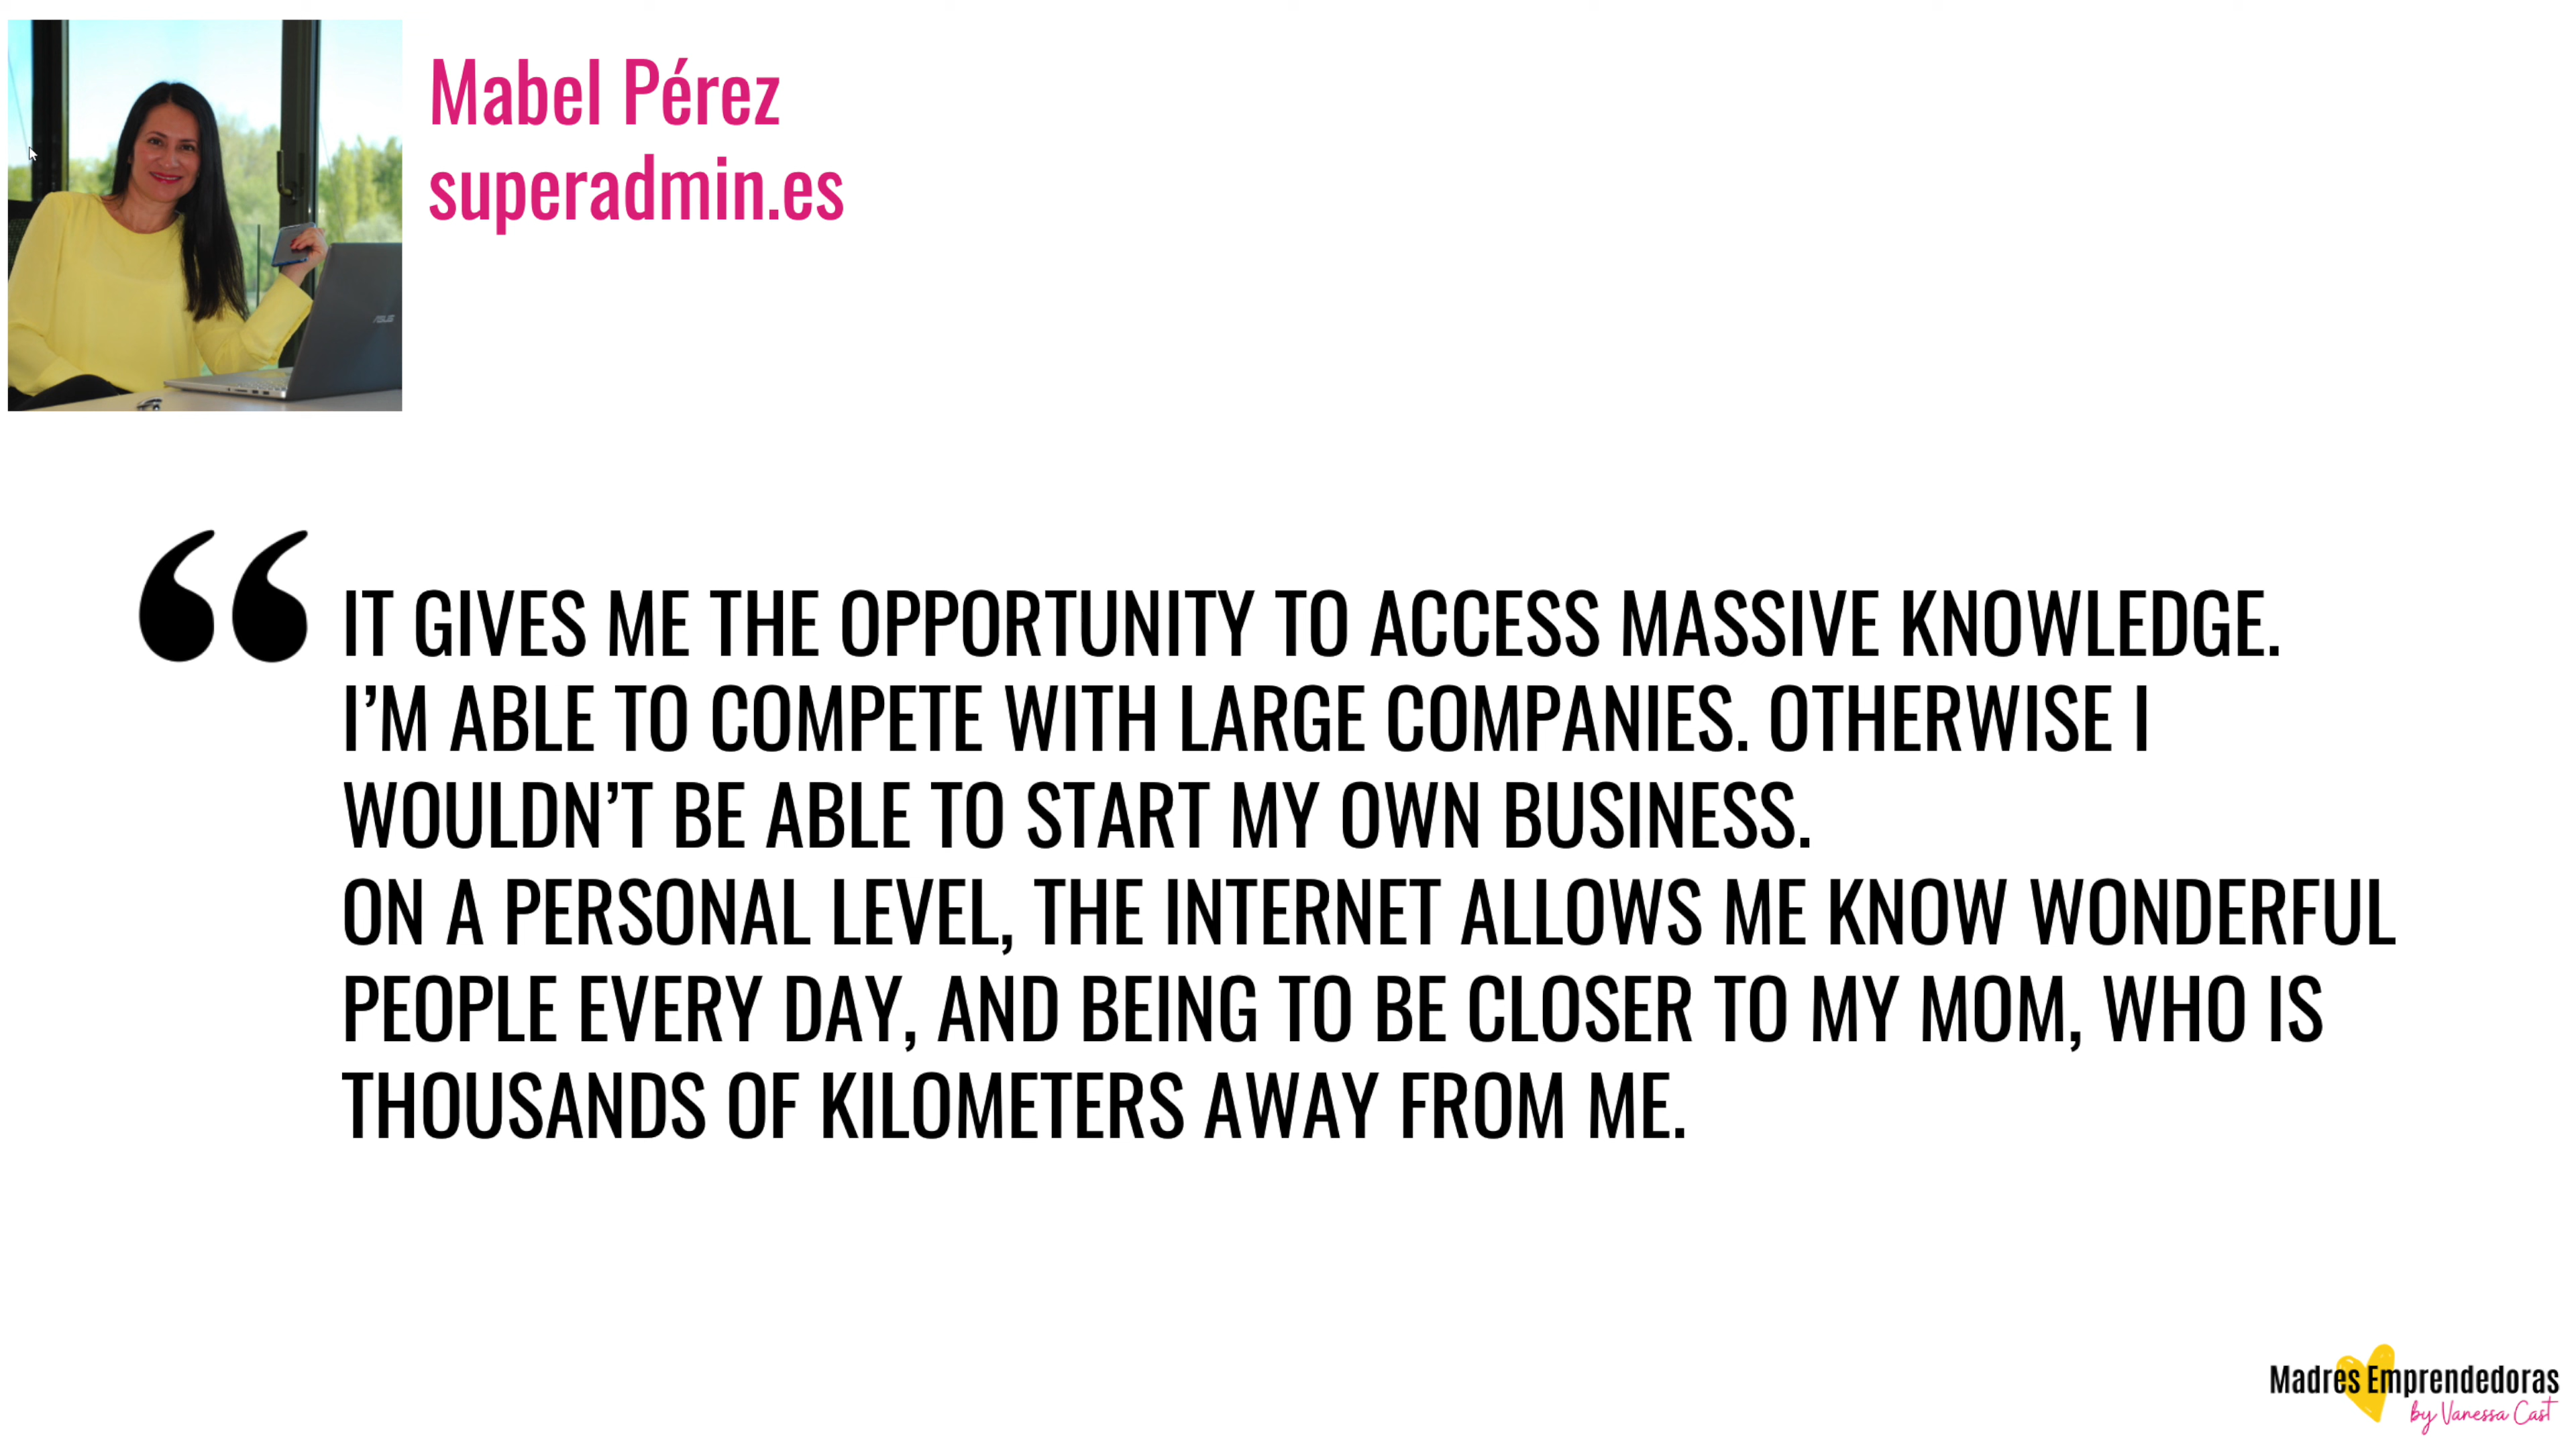 Mabel Pérez
superadmin.es
ASUS
“ IT GIVES ME THE OPPORTUNITY TO ACCESS MASSIVE KNOWLEDGE.
I’M ABLE TO COMPETE WITH LARGE COMPANIES. OTHERWISE I
WOULDN’T BE ABLE TO START MY OWN BUSINESS.
ON A PERSONAL LEVEL, THE INTERNET ALLOWS ME KNOW WONDERFUL
PEOPLE EVERY DAY, AND BEING TO BE CLOSER TO MY MOM, WHO IS
THOUSANDS OF KILOMETERS AWAY FROM ME.
Madres Emprendedoras
by Vanessa Cast